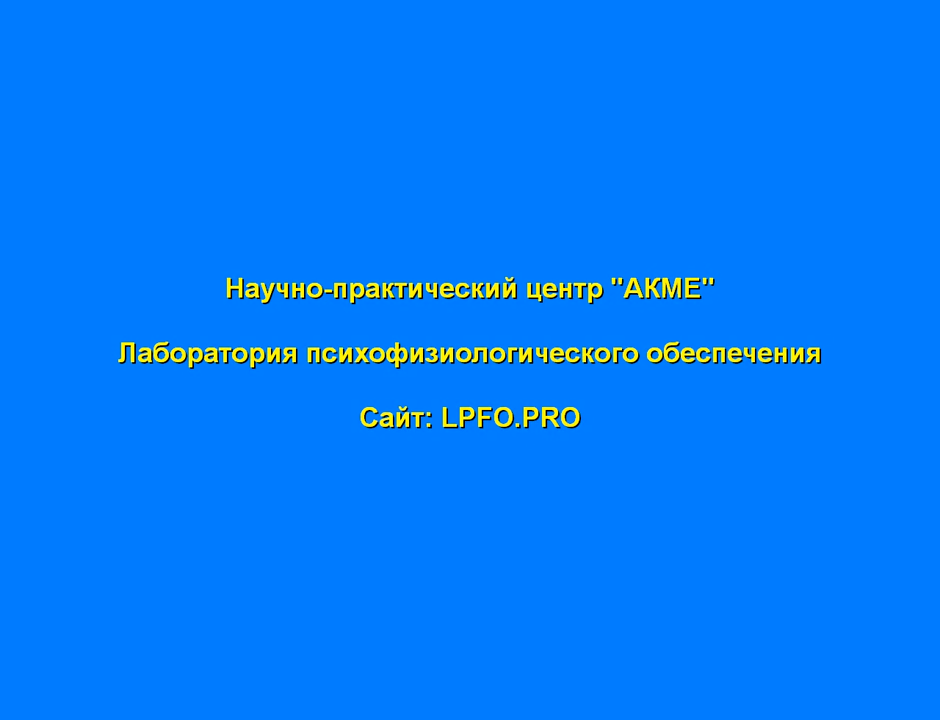 Научно-практический центр "АКМЕ"
Лаборатория психофизиологического обеспечения
Сайт: LPFO.PRO